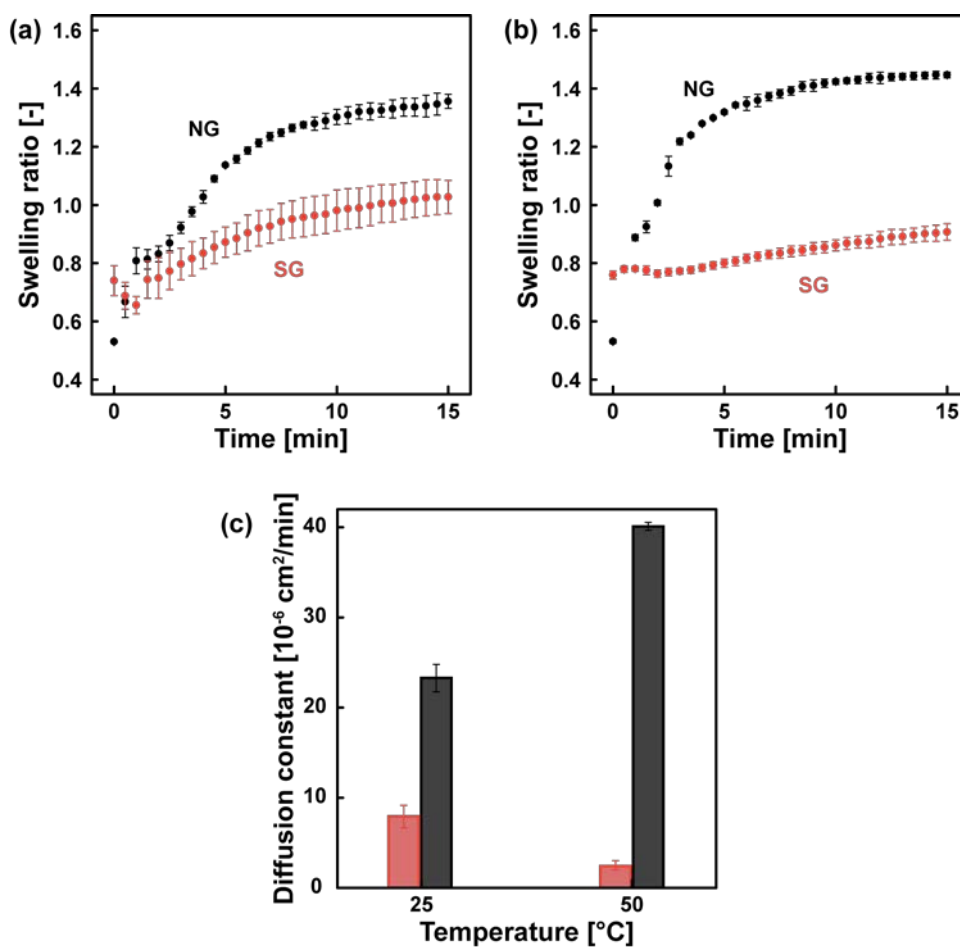 (a)
1.6
1.4
1.2
1.0
0.8
0.6
0.4
Swelling ratio [-]
NG
SG
0 5 10 15
Time [min]
(b)
1.6
1.4
1.2
1.0
0.8
0.6
0.4
Swelling ratio [-]
NG
SG
0 5 10 15
Time [min]
(c)
40
30
20
10
0
Diffusion constant [10⁻⁶ cm²/min]
25 50
Temperature [°C]